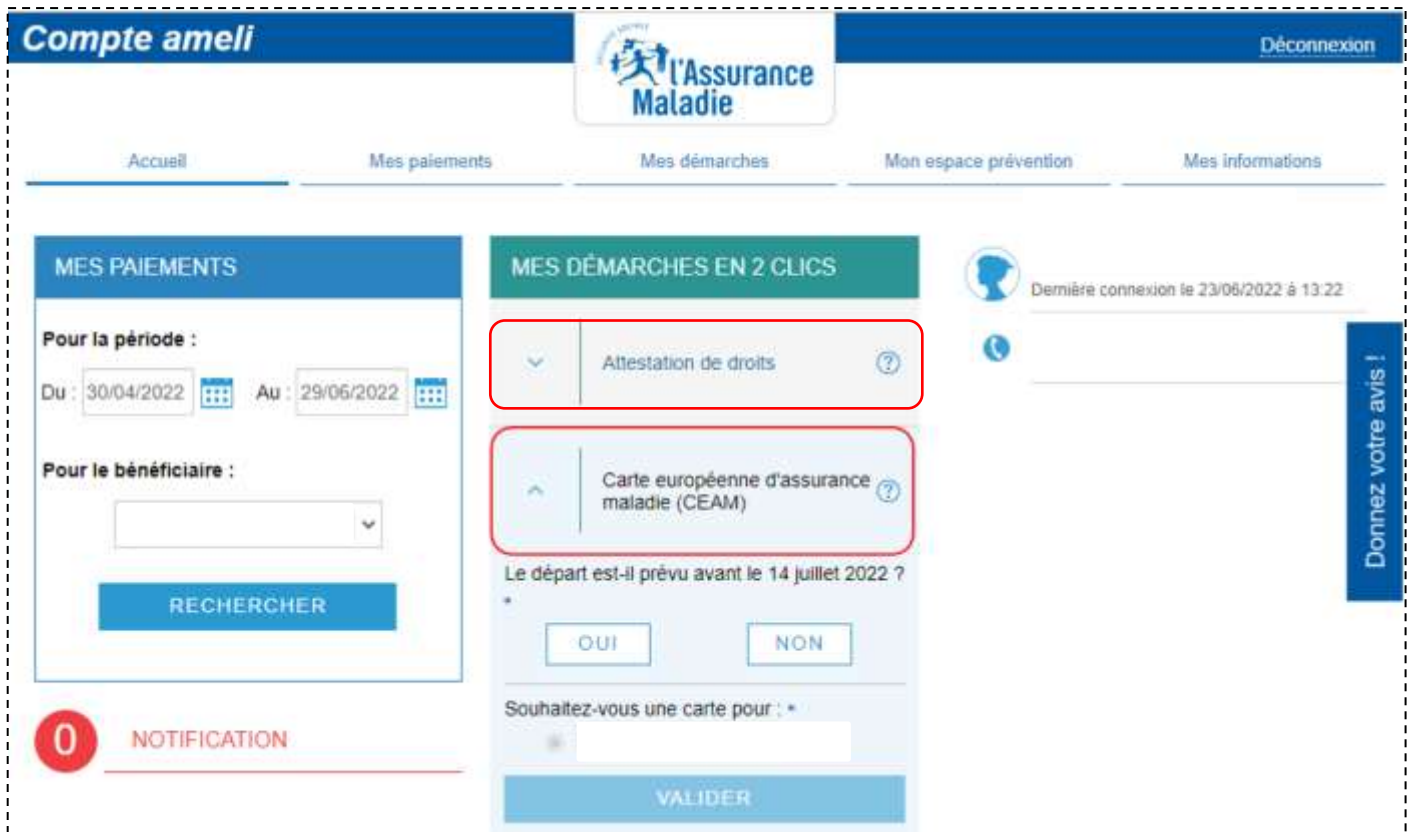 Compte ameli
l'Assurance
Maladie
Déconnexion
Accueil
Mes paiements
Mes démarches
Mon espace prévention
Mes informations
MES PAIEMENTS
Pour la période :
Du : 30/04/2022 Au : 29/06/2022
Pour le bénéficiaire :
RECHERCHER
0 NOTIFICATION
MES DÉMARCHES EN 2 CLICS
Attestation de droits ?
Carte européenne d'assurance
maladie (CEAM) ?
Le départ est-il prévu avant le 14 juillet 2022 ?
*
OUI NON
Souhaitez-vous une carte pour : *
VALIDER
Dernière connexion le 23/06/2022 à 13:22
Donnez votre avis !